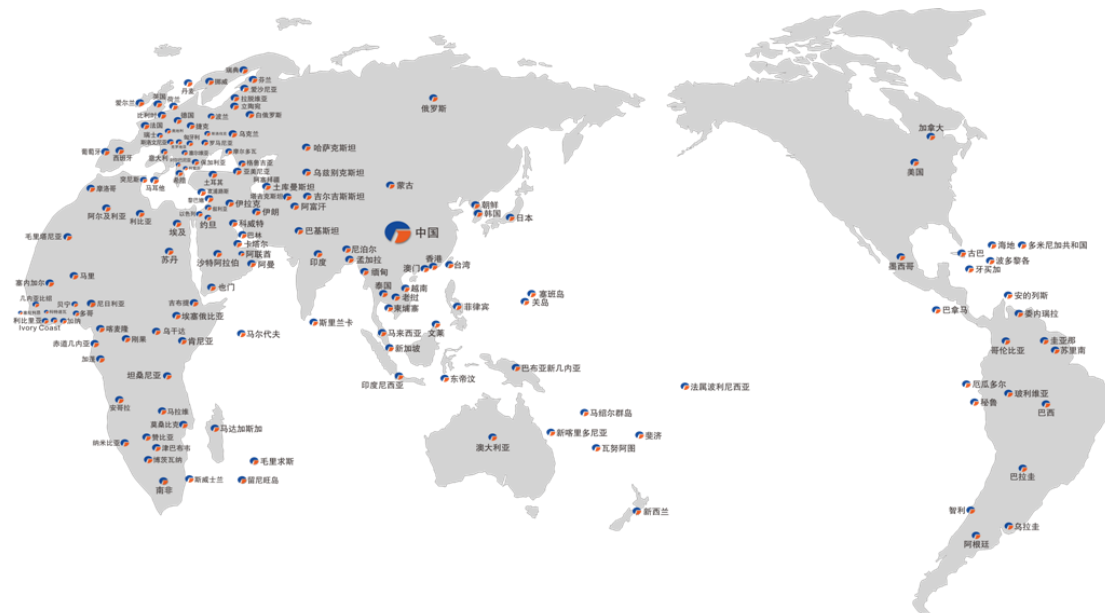 瑞典
挪威
芬兰
丹麦
爱沙尼亚
拉脱维亚
立陶宛
白俄罗斯
俄罗斯
爱尔兰
英国
荷兰
比利时
德国
波兰
法国
捷克
乌克兰
瑞士
斯洛文尼亚
匈牙利
罗马尼亚
摩尔多瓦
葡萄牙
西班牙
意大利
保加利亚
格鲁吉亚
亚美尼亚
阿塞拜疆
希腊
土耳其
突尼斯
马耳他
哈萨克斯坦
乌兹别克斯坦
土库曼斯坦
塔吉克斯坦
吉尔吉斯斯坦
蒙古
摩洛哥
阿尔及利亚
利比亚
黎巴嫩
叙利亚
以色列
约旦
伊拉克
伊朗
阿富汗
朝鲜
韩国
日本
毛里塔尼亚
埃及
科威特
巴林
卡塔尔
阿联酋
阿曼
巴基斯坦
中国
苏丹
沙特阿拉伯
印度
尼泊尔
孟加拉
缅甸
香港
澳门
台湾
塞内加尔
马里
也门
泰国
老挝
越南
柬埔寨
塞班岛
关岛
几内亚比绍
贝宁
尼日利亚
多哥
加纳
利比里亚
Ivory Coast
吉布提
埃塞俄比亚
斯里兰卡
菲律宾
喀麦隆
刚果
乌干达
肯尼亚
马尔代夫
马来西亚
文莱
赤道几内亚
加蓬
新加坡
坦桑尼亚
印度尼西亚
东帝汶
巴布亚新几内亚
法属波利尼西亚
安哥拉
马拉维
莫桑比克
马达加斯加
马绍尔群岛
纳米比亚
赞比亚
津巴布韦
博茨瓦纳
毛里求斯
澳大利亚
新喀里多尼亚
斐济
瓦努阿图
南非
斯威士兰
留尼旺岛
新西兰
加拿大
美国
墨西哥
古巴
海地
多米尼加共和国
波多黎各
牙买加
巴拿马
安的列斯
委内瑞拉
哥伦比亚
圭亚那
苏里南
厄瓜多尔
秘鲁
玻利维亚
巴西
巴拉圭
智利
乌拉圭
阿根廷